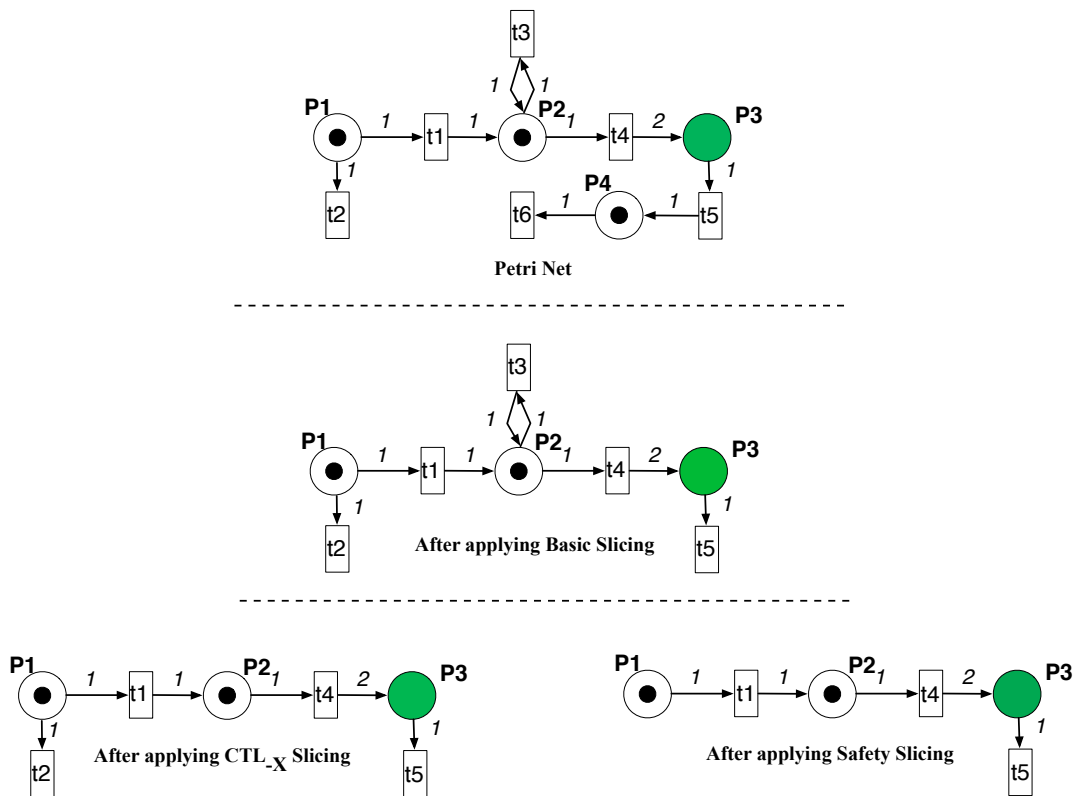 t3
1 1
P1 P2 P3
1 t1 1 1 t4 2
1 1
P4
t2 t6 1 1 t5
Petri Net
t3
1 1
P1 P2 P3
1 t1 1 1 t4 2
1 1
t2 t5
After applying Basic Slicing
P1 P2 P3 P1 P2 P3
1 t1 1 1 t4 2 1 t1 1 1 t4 2
1 1 1
t2 After applying CTL-X Slicing t5 After applying Safety Slicing t5